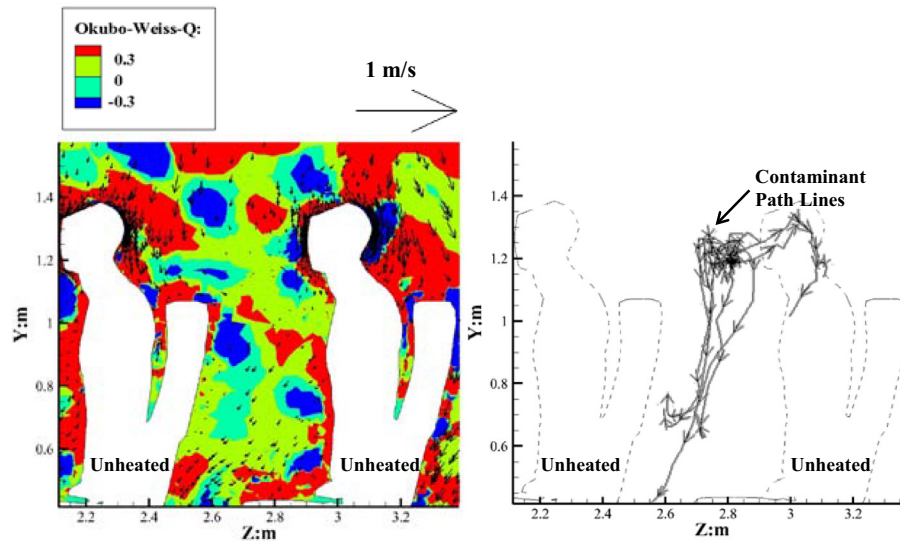 Okubo-Weiss-Q:
0.3
0
-0.3
1 m/s
Contaminant
Path Lines
1.4
1.2
1
0.8
0.6
Y:m
Unheated
Unheated
2.2
2.4
2.6
2.8
3
3.2
Z:m
1.4
1.2
1
0.8
0.6
Y:m
Unheated
Unheated
2.2
2.4
2.6
2.8
3
3.2
Z:m